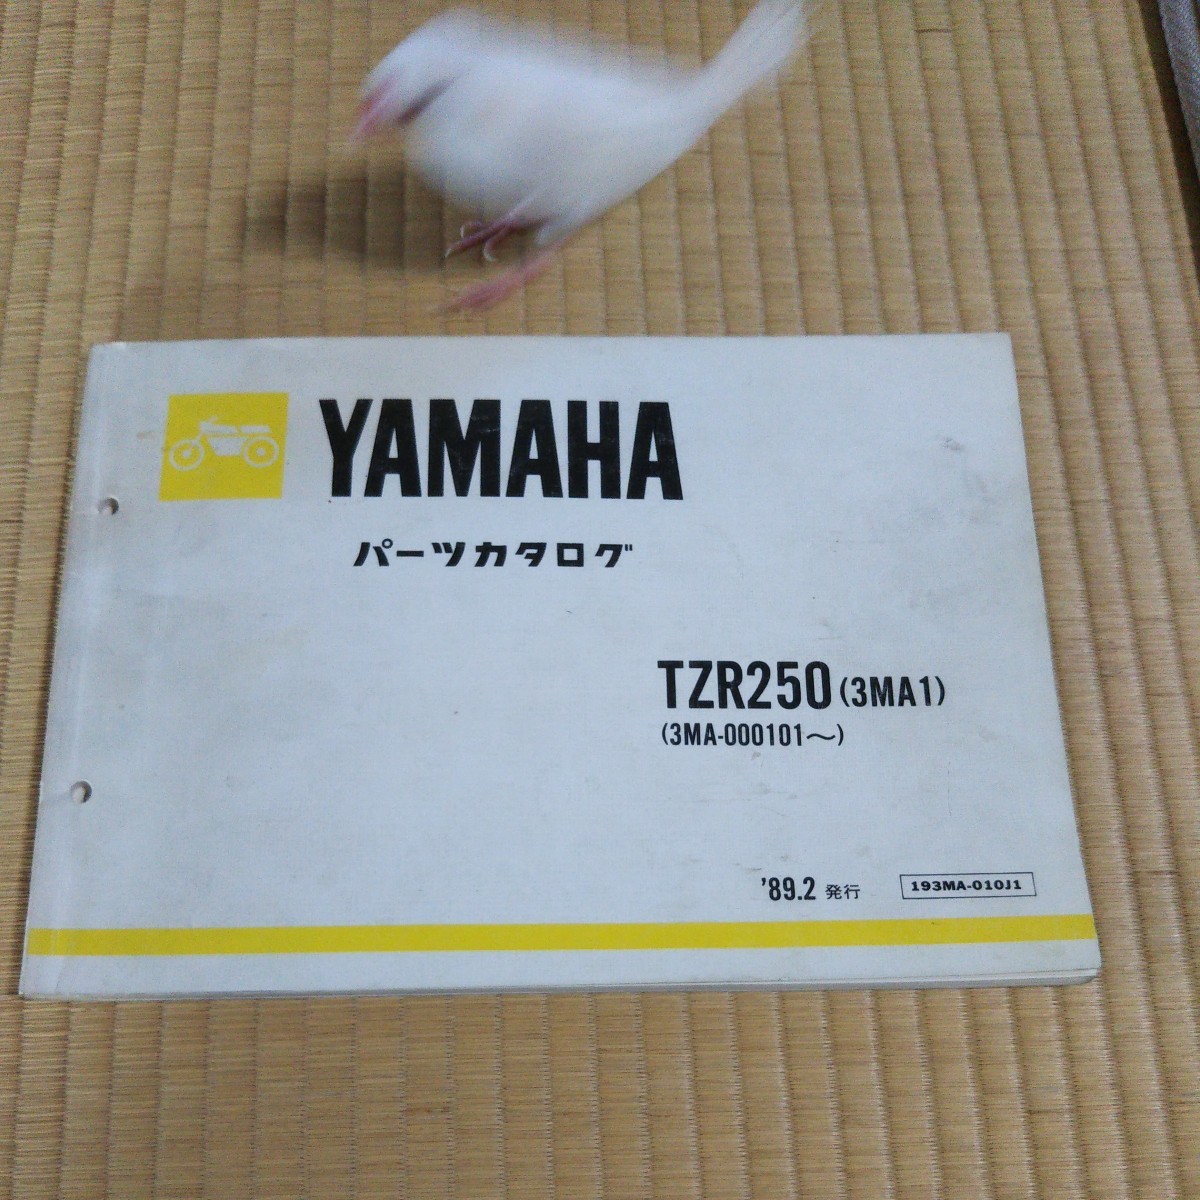 YAMAHA
パーツカタログ
TZR250 (3MA1)
(3MA-000101～)
'89.2 発行
193MA-010J1